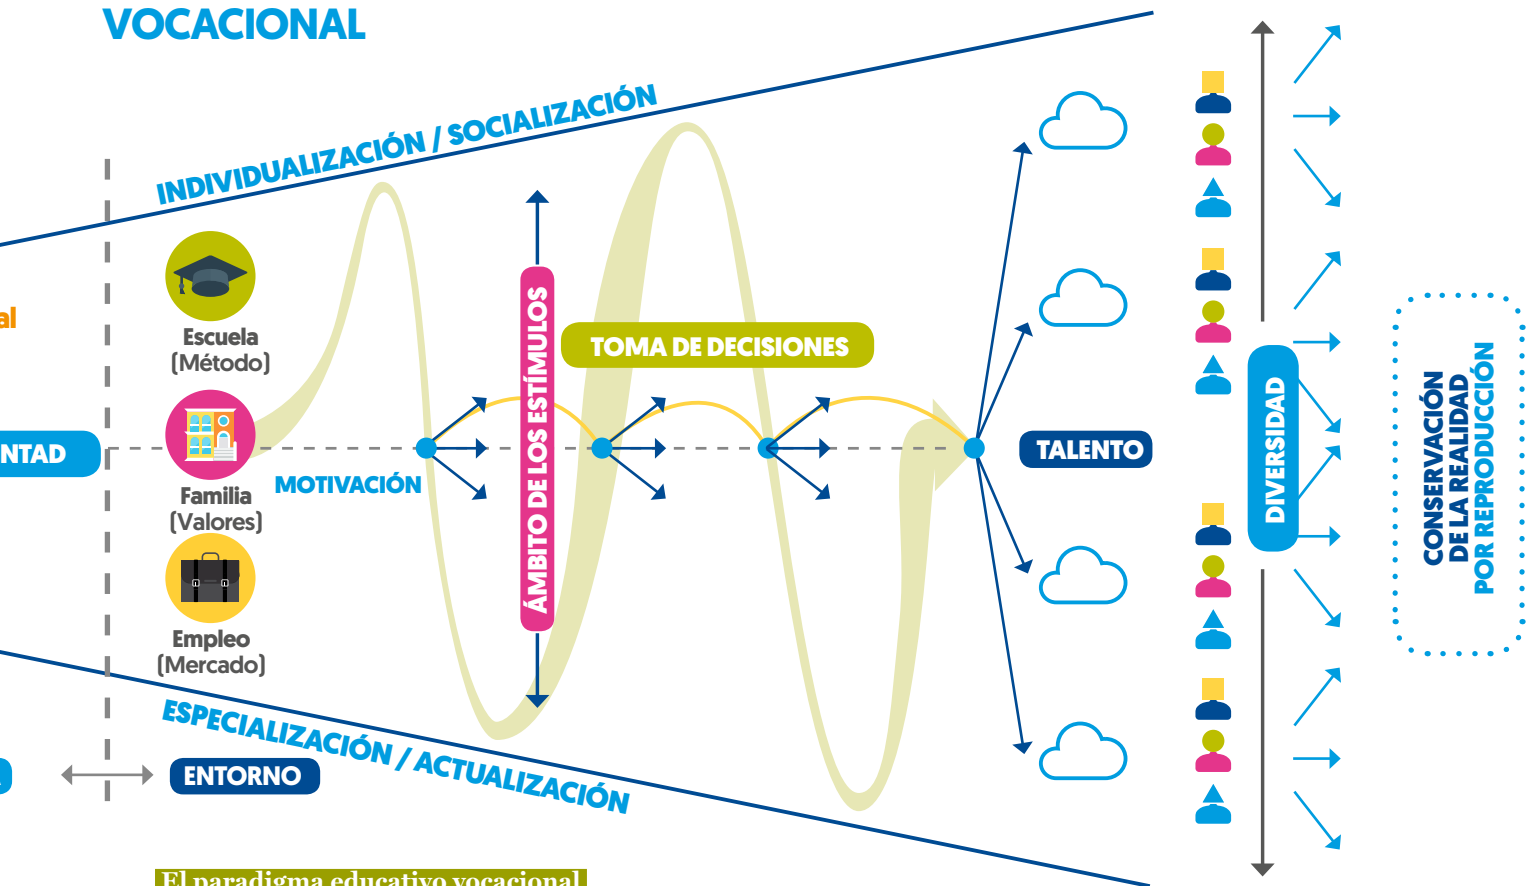 VOCACIONAL
INDIVIDUALIZACIÓN / SOCIALIZACIÓN
Escuela
(Método)
Familia
(Valores)
Empleo
(Mercado)
MOTIVACIÓN
ÁMBITO DE LOS ESTÍMULOS
TOMA DE DECISIONES
TALENTO
DIVERSIDAD
CONSERVACIÓN
DE LA REALIDAD
POR REPRODUCCIÓN
ESPECIALIZACIÓN / ACTUALIZACIÓN
ENTORNO
El paradigma educativo vocacional